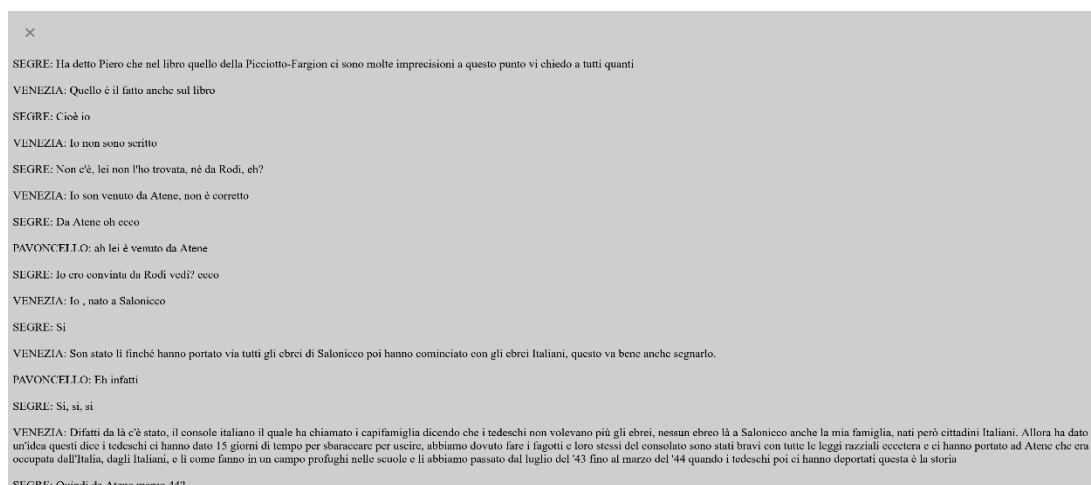 ×
SEGRE: Ha detto Piero che nel libro quello della Picciotto-Fargion ci sono molte imprecisioni a questo punto vi chiedo a tutti quanti
VENEZIA: Quello è il fatto anche sul libro
SEGRE: Cioè io
VENEZIA: Io non sono scritto
SEGRE: Non c'è, lei non l'ho trovata, né da Rodi, eh?
VENEZIA: Io son venuto da Atene, non è corretto
SEGRE: Da Atene oh ecco
PAVONCELLO: ah lei è venuto da Atene
SEGRE: Io ero convinta da Rodi vedi? ecco
VENEZIA: Io , nato a Salonicco
SEGRE: Si
VENEZIA: Son stato lì finché hanno portato via tutti gli ebrei di Salonicco poi hanno cominciato con gli ebrei Italiani, questo va bene anche segnarlo.
PAVONCELLO: Eh infatti
SEGRE: Si, si, si
VENEZIA: Difatti da là c'è stato, il console italiano il quale ha chiamato i capifamiglia dicendo che i tedeschi non volevano più gli ebrei, nessun ebreo là a Salonicco anche la mia famiglia, nati però cittadini Italiani. Allora ha dato
un'idea questi dice i tedeschi ci hanno dato 15 giorni di tempo per sbaraccare per uscire, abbiamo dovuto fare i fagotti e loro stessi del consolato sono stati bravi con tutte le leggi razziali eccetera e ci hanno portato ad Atene che era
occupata dall'Italia, dagli Italiani, e lì come fanno in un campo profughi nelle scuole e lì abbiamo passato dal luglio del '43 fino al marzo del '44 quando i tedeschi poi ci hanno deportati questa è la storia
SEGRE: Quindi da Atene marzo 44?